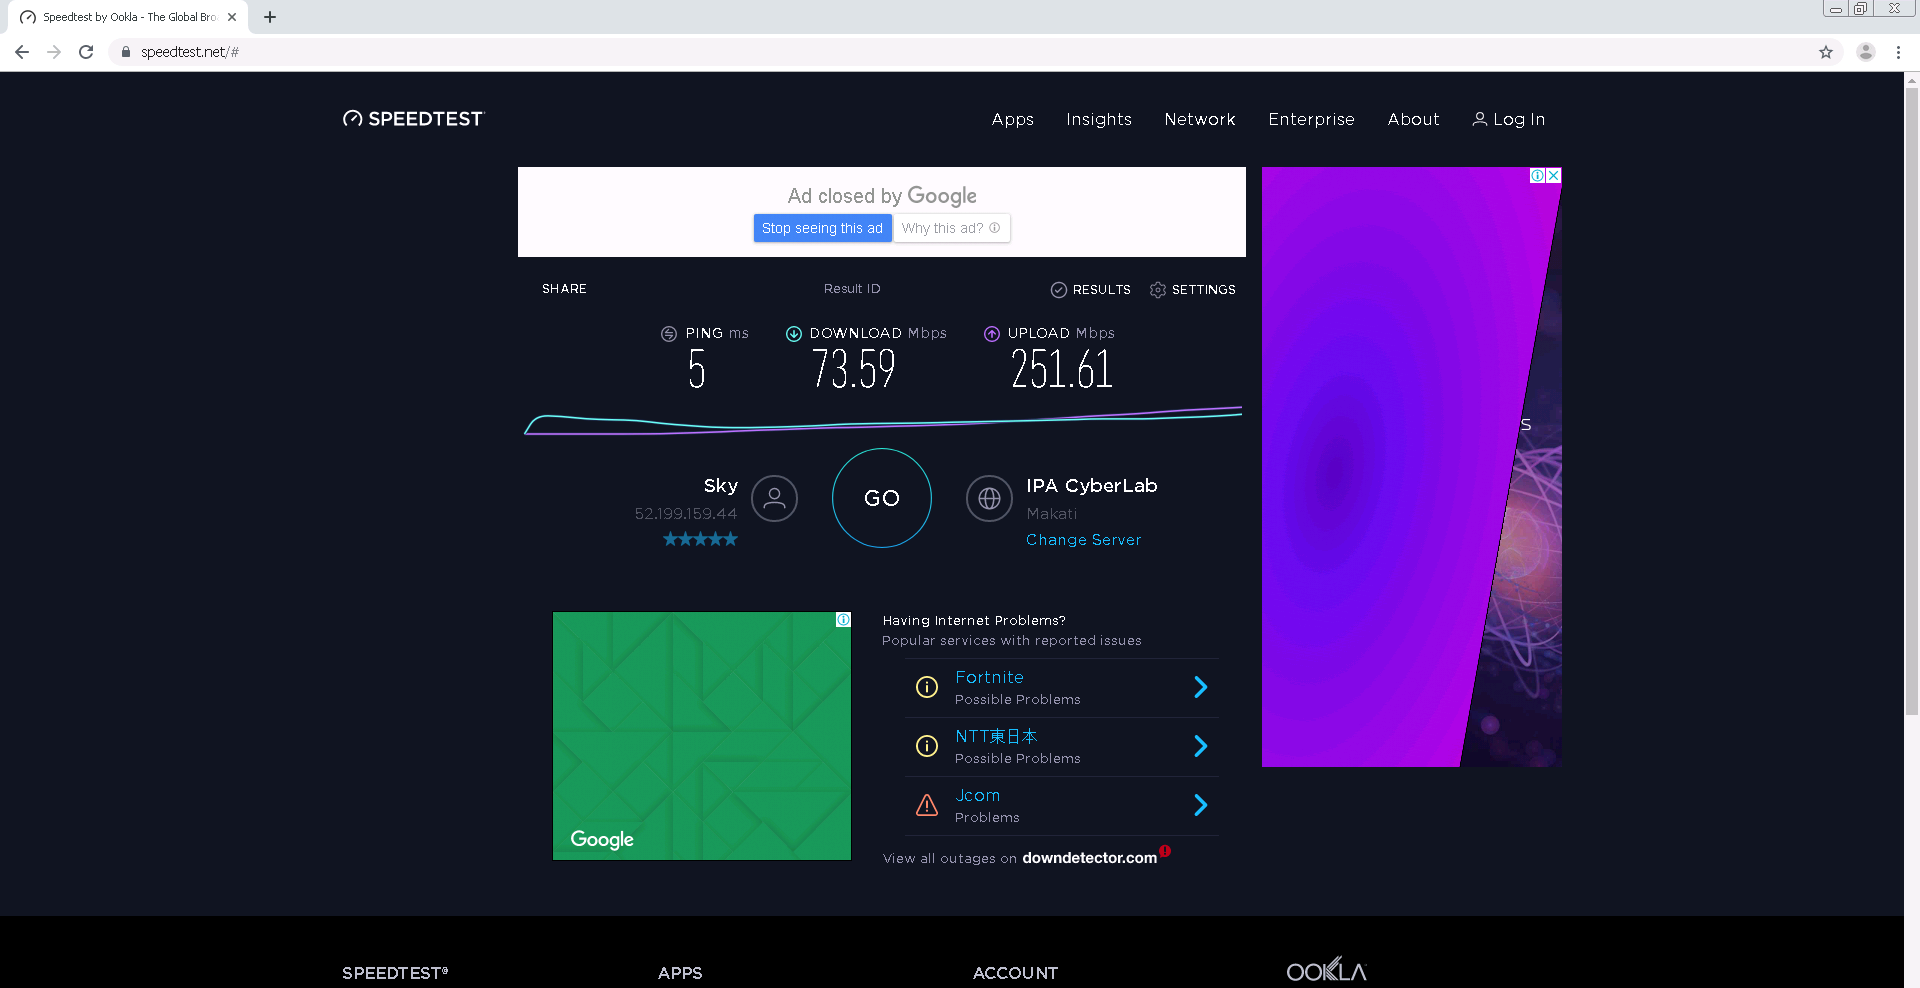 Speedtest by Ookla - The Global Bro
speedtest.net/#
SPEEDTEST
Apps Insights Network Enterprise About Log In
Ad closed by Google
Stop seeing this ad Why this ad?
SHARE Result ID RESULTS SETTINGS
PING ms DOWNLOAD Mbps UPLOAD Mbps
5 73.59 251.61
S
Sky GO IPA CyberLab
52.199.159.44 Makati
Change Server
Having Internet Problems?
Popular services with reported issues
Fortnite
Possible Problems
NTT東日本
Possible Problems
Jcom
Problems
Google
View all outages on downdetector.com
SPEEDTEST® APPS ACCOUNT OOKLA